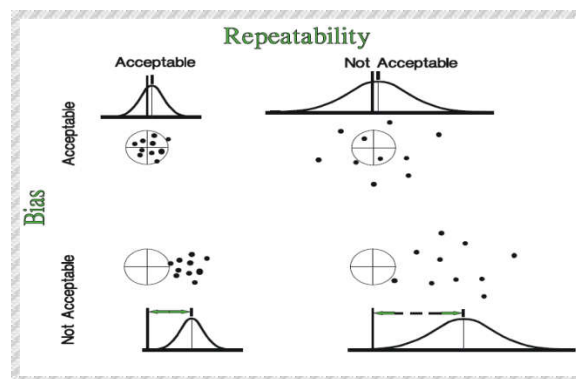 Repeatability
Acceptable
Not Acceptable
Acceptable
Bias
Not Acceptable